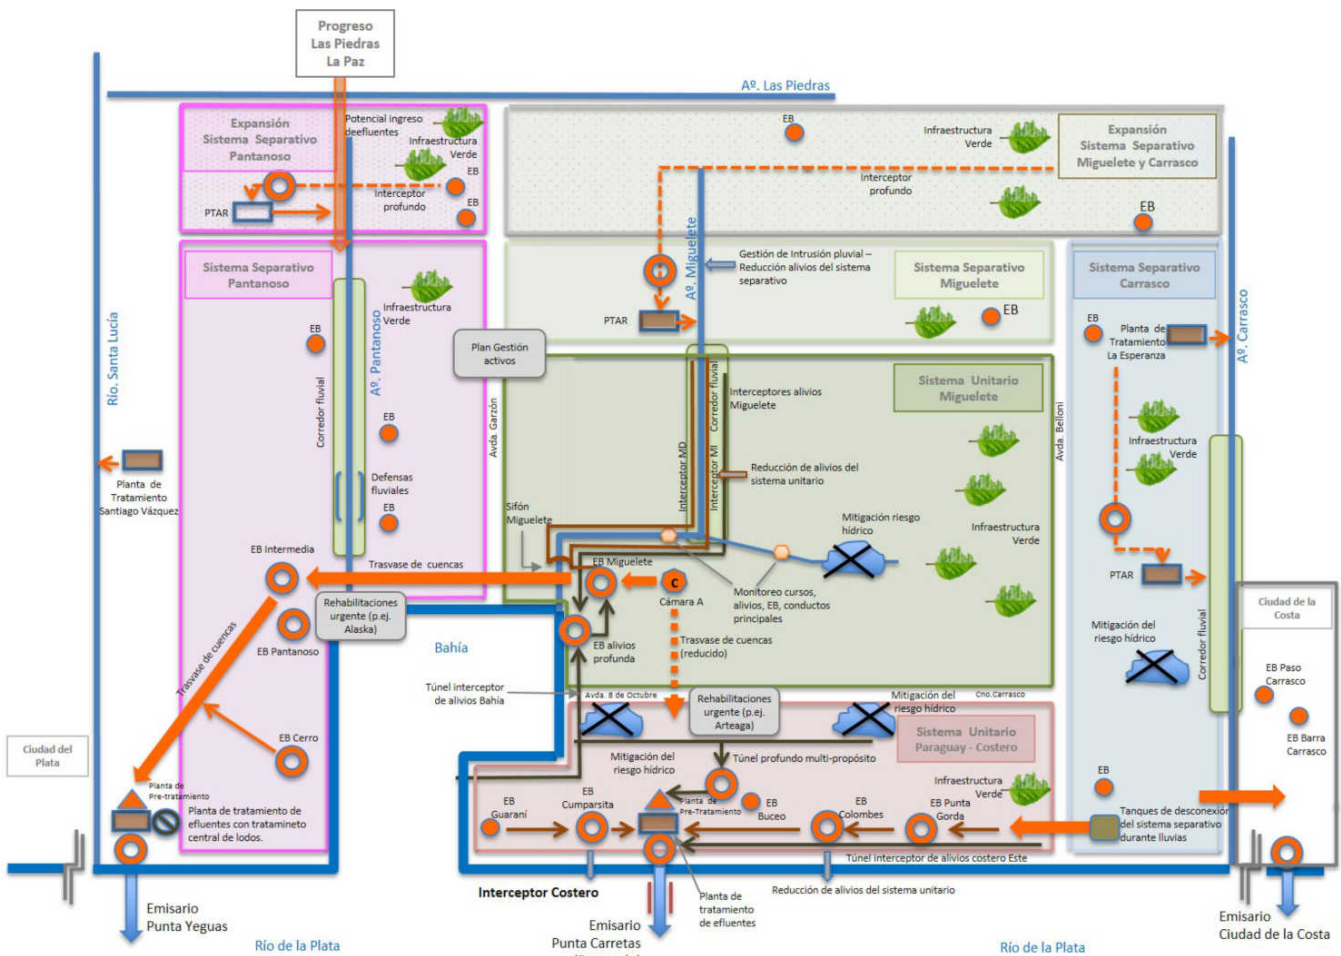 Progreso
Las Piedras
La Paz
Aº. Las Piedras
Expansión
Sistema Separativo
Pantanoso
Potencial ingreso
deefluentes
Infraestructura
Verde
EB
EB
Interceptor
profundo
PTAR
EB
Infraestructura
Verde
Expansión
Sistema Separativo
Miguelete y Carrasco
Interceptor
profundo
EB
Sistema Separativo
Pantanoso
Infraestructura
Verde
EB
Aº. Pantanoso
Corredor fluvial
EB
Defensas
fluviales
EB
Río. Santa Lucía
Planta de
Tratamiento
Santiago Vázquez
Avda. Garzón
Plan Gestión
activos
Aº. Miguelete
Gestión de Intrusión pluvial –
Reducción alivios del sistema
separativo
Sistema Separativo
Miguelete
EB
PTAR
Sistema Separativo
Carrasco
EB
Planta de
Tratamiento
La Esperanza
Aº. Carrasco
Infraestructura
Verde
PTAR
Corredor fluvial
Mitigación del
riesgo hídrico
Sistema Unitario
Miguelete
Interceptores alivios
Miguelete
Corredor fluvial
Interceptor MD
Interceptor MI
Avda. Belloni
Reducción de alivios del
sistema unitario
Sifón
Miguelete
Mitigación riesgo
hídrico
Infraestructura
Verde
EB Miguelete
C
Cámara A
Monitoreo cursos,
alivios, EB, conductos
principales
EB alivios
profunda
Trasvase de cuencas
(reducido)
EB Intermedia
Trasvase de cuencas
Rehabilitaciones
urgente (p.ej.
Alaska)
EB Pantanoso
Trasvase de cuencas
EB Cerro
Bahía
Túnel interceptor
de alivios Bahía
Avda. 8 de Octubre
Rehabilitaciones
urgente (p.ej.
Arteaga)
Mitigación del
riesgo hídrico
Cno.Carrasco
Sistema Unitario
Paraguay - Costero
Mitigación del
riesgo hídrico
Túnel profundo multi-propósito
Infraestructura
Verde
EB
Guaraní
EB
Cumparsita
Planta de
Pre-Tratamiento
EB
Buceo
EB
Colombes
EB Punta
Gorda
EB
Tanques de desconexión
del sistema separativo
durante lluvias
Túnel interceptor de alivios costero Este
Ciudad de la
Costa
EB Paso
Carrasco
EB Barra
Carrasco
Ciudad del
Plata
Planta de
Pre-tratamiento
Planta de tratamiento de
efluentes con tratamineto
central de lodos.
Interceptor Costero
Planta de
tratamiento
de efluentes
Reducción de alivios del sistema unitario
Emisario
Punta Yeguas
Río de la Plata
Emisario
Punta Carretas
Río de la Plata
Emisario
Ciudad de la Costa